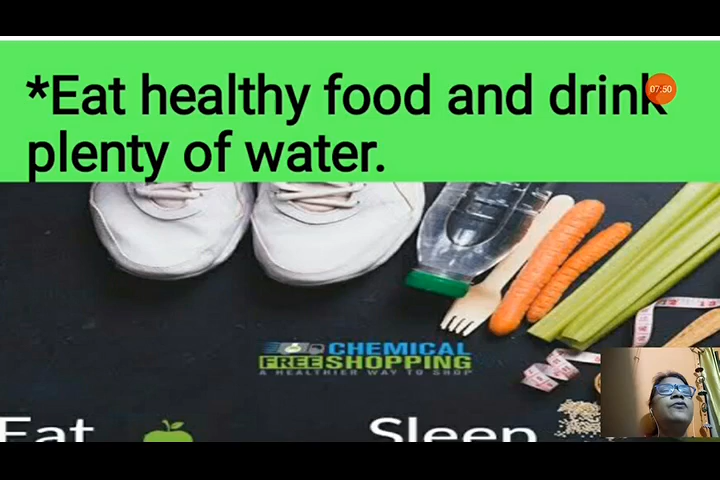 *Eat healthy food and drink
07:50
plenty of water.
CHEMICAL
FREE SHOPPING
A HEALTHIER WAY TO SHOP
Eat
Sleep